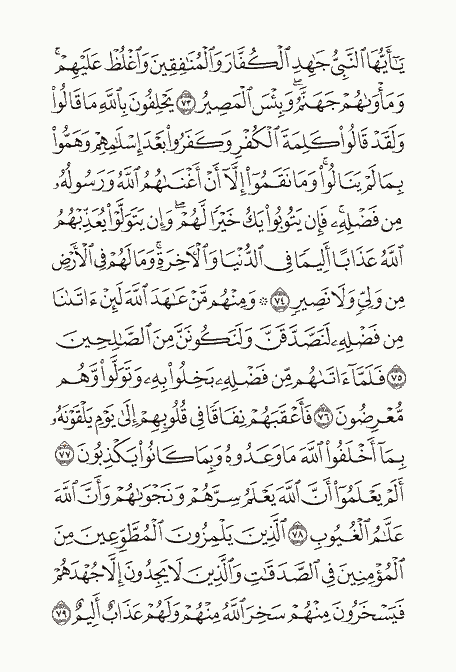 يَٰٓأَيُّهَا ٱلنَّبِىُّ جَٰهِدِ ٱلْكُفَّارَ وَٱلْمُنَٰفِقِينَ وَٱغْلُظْ عَلَيْهِمْ ۚ
وَمَأْوَىٰهُمْ جَهَنَّمُ ۖ وَبِئْسَ ٱلْمَصِيرُ ٧٣ يَحْلِفُونَ بِٱللَّهِ مَا قَالُوا۟
وَلَقَدْ قَالُوا۟ كَلِمَةَ ٱلْكُفْرِ وَكَفَرُوا۟ بَعْدَ إِسْلَٰمِهِمْ وَهَمُّوا۟
بِمَا لَمْ يَنَالُوا۟ ۚ وَمَا نَقَمُوٓا۟ إِلَّآ أَنْ أَغْنَىٰهُمُ ٱللَّهُ وَرَسُولُهُۥ
مِن فَضْلِهِۦ ۚ فَإِن يَتُوبُوا۟ يَكُ خَيْرًا لَّهُمْ ۖ وَإِن يَتَوَلَّوْا۟ يُعَذِّبْهُمُ
ٱللَّهُ عَذَابًا أَلِيمًا فِى ٱلدُّنْيَا وَٱلْءَاخِرَةِ ۚ وَمَا لَهُمْ فِى ٱلْأَرْضِ
مِن وَلِىٍّ وَلَا نَصِيرٍ ٧٤ ۞ وَمِنْهُم مَّنْ عَٰهَدَ ٱللَّهَ لَئِنْ ءَاتَىٰنَا
مِن فَضْلِهِۦ لَنَصَّدَّقَنَّ وَلَنَكُونَنَّ مِنَ ٱلصَّٰلِحِينَ
٧٥ فَلَمَّآ ءَاتَىٰهُم مِّن فَضْلِهِۦ بَخِلُوا۟ بِهِۦ وَتَوَلَّوا۟ وَّهُم
مُّعْرِضُونَ ٧٦ فَأَعْقَبَهُمْ نِفَاقًا فِى قُلُوبِهِمْ إِلَىٰ يَوْمِ يَلْقَوْنَهُۥ
بِمَآ أَخْلَفُوا۟ ٱللَّهَ مَا وَعَدُوهُ وَبِمَا كَانُوا۟ يَكْذِبُونَ ٧٧
أَلَمْ يَعْلَمُوٓا۟ أَنَّ ٱللَّهَ يَعْلَمُ سِرَّهُمْ وَنَجْوَىٰهُمْ وَأَنَّ ٱللَّهَ
عَلَّٰمُ ٱلْغُيُوبِ ٧٨ ٱلَّذِينَ يَلْمِزُونَ ٱلْمُطَّوِّعِينَ مِنَ
ٱلْمُؤْمِنِينَ فِى ٱلصَّدَقَٰتِ وَٱلَّذِينَ لَا يَجِدُونَ إِلَّا جُهْدَهُمْ
فَيَسْخَرُونَ مِنْهُمْ ۙ سَخِرَ ٱللَّهُ مِنْهُمْ وَلَهُمْ عَذَابٌ أَلِيمٌ ٧٩